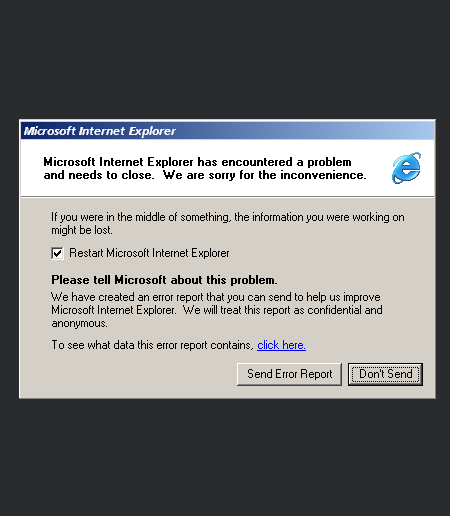 Microsoft Internet Explorer
Microsoft Internet Explorer has encountered a problem
and needs to close.  We are sorry for the inconvenience.
If you were in the middle of something, the information you were working on
might be lost.
Restart Microsoft Internet Explorer
Please tell Microsoft about this problem.
We have created an error report that you can send to help us improve
Microsoft Internet Explorer.  We will treat this report as confidential and
anonymous.
To see what data this error report contains, click here.
Send Error Report
Don't Send